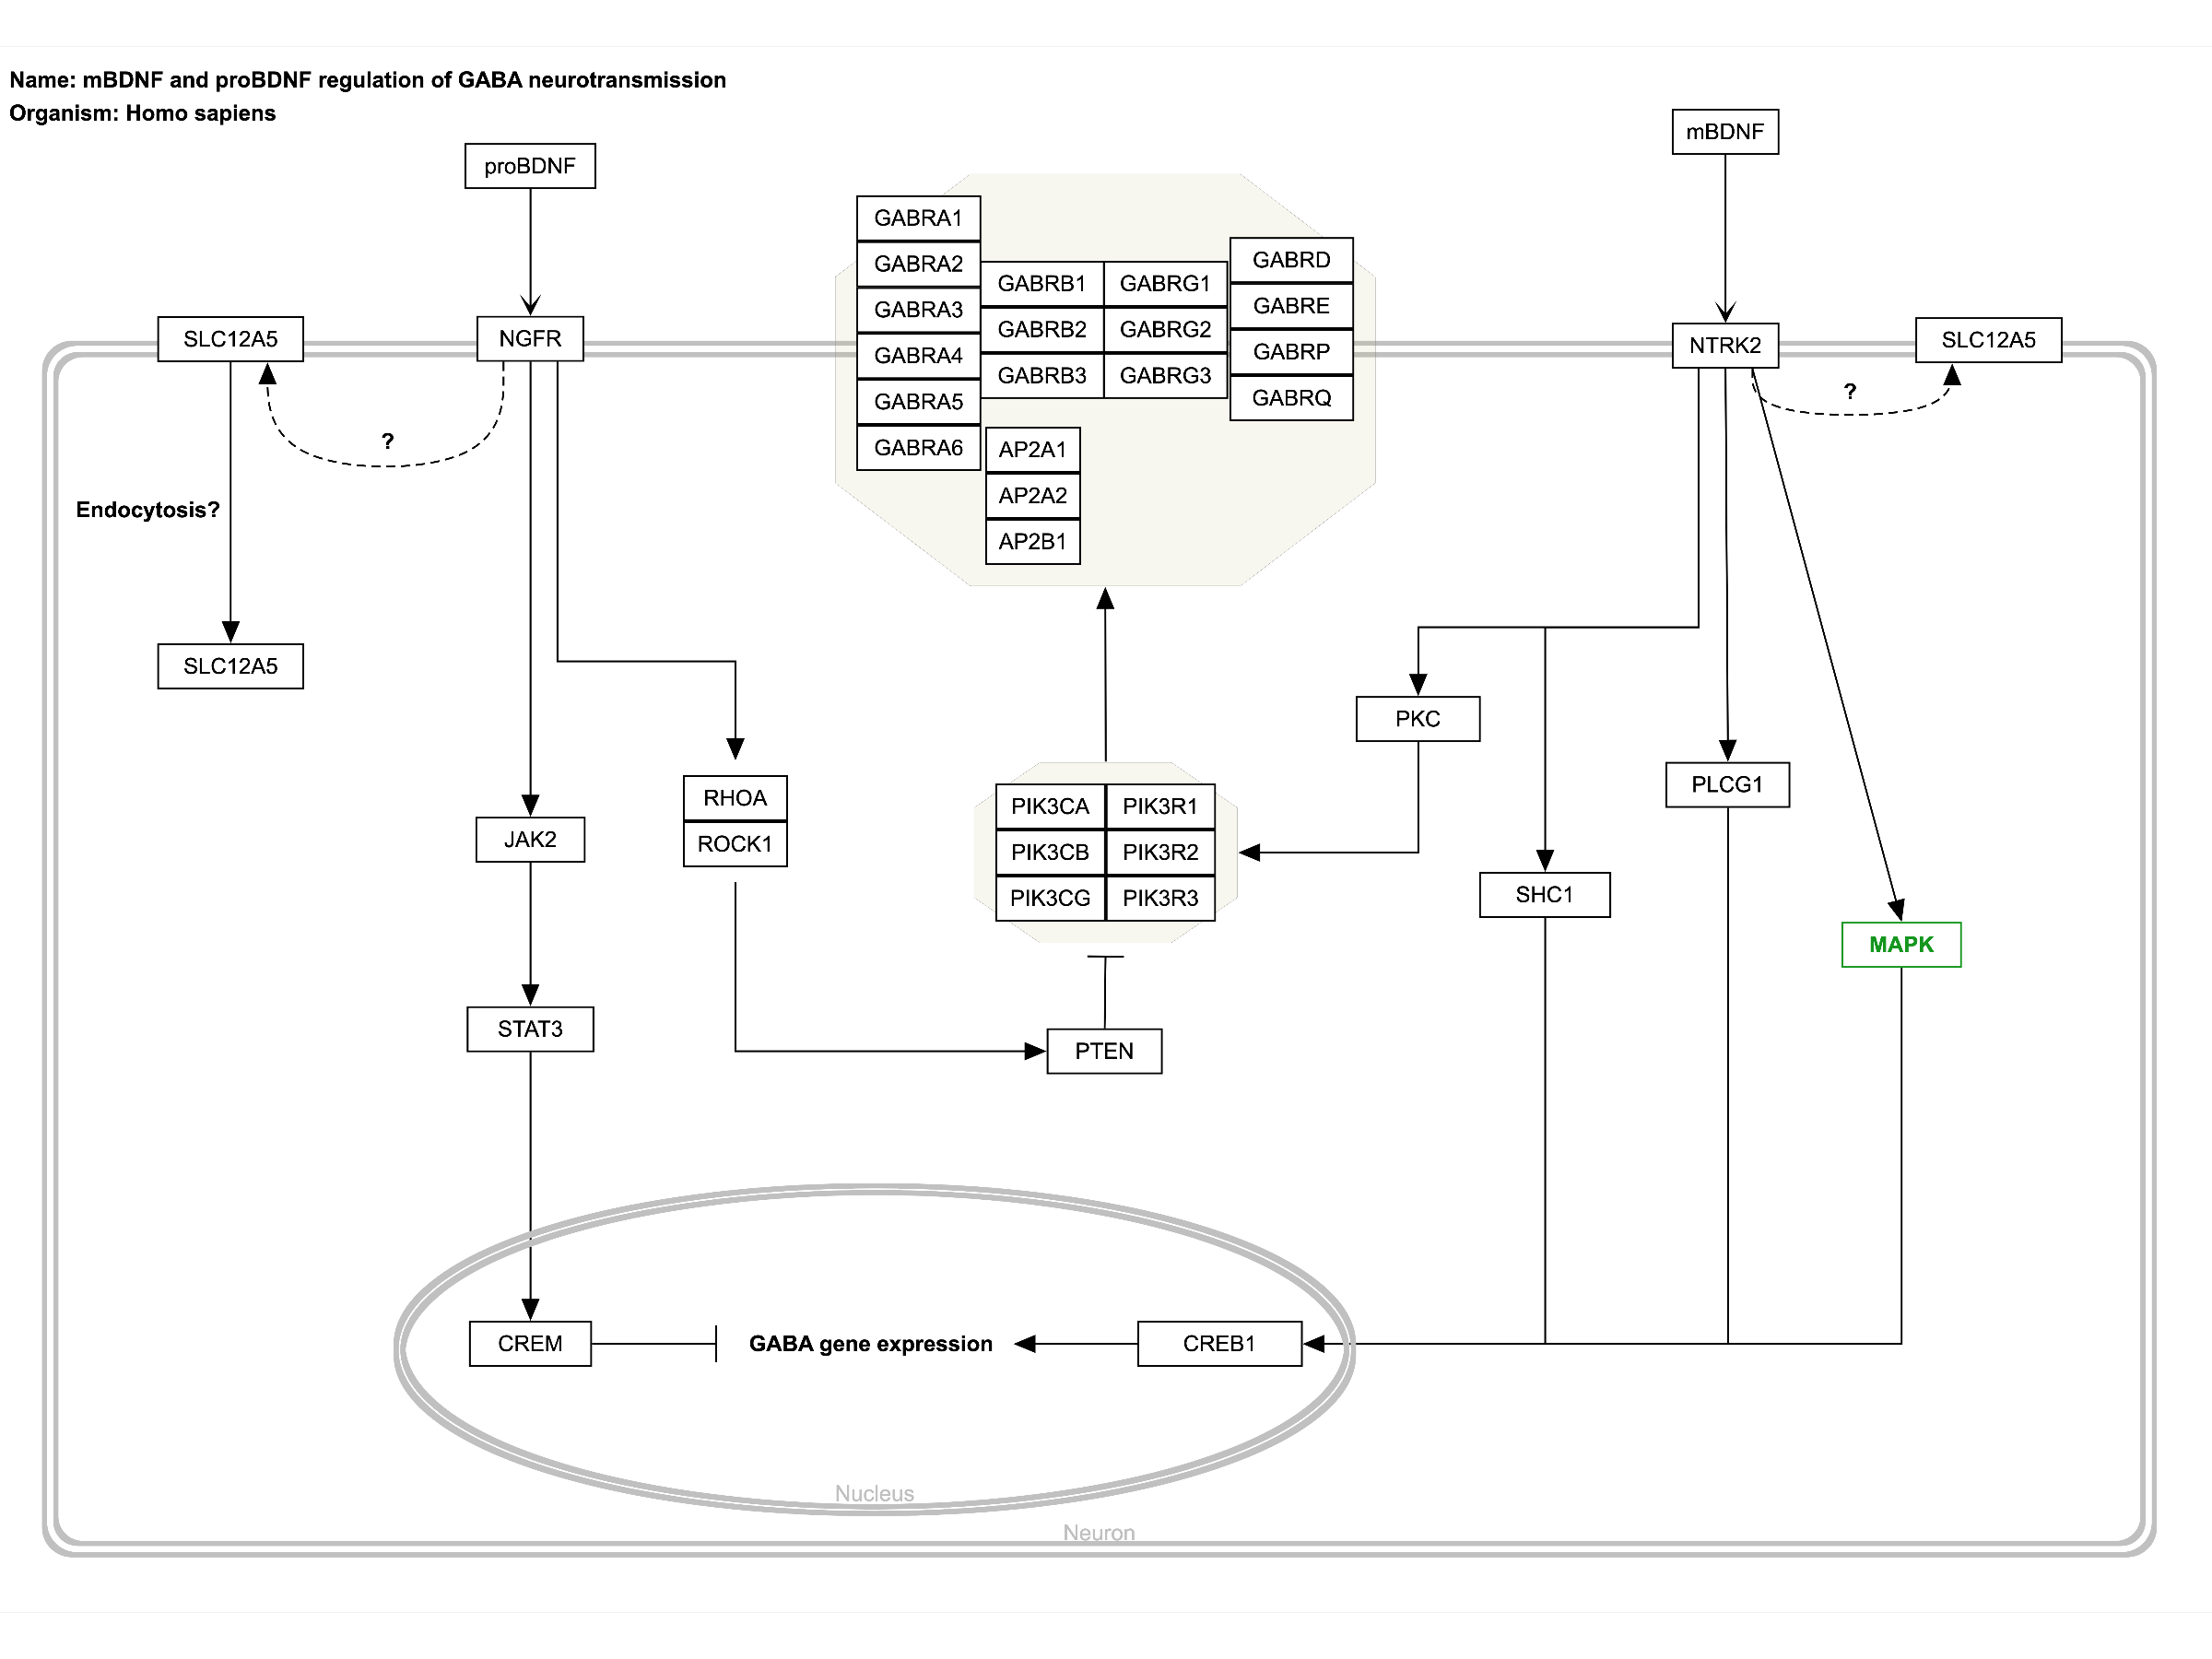 Name: mBDNF and proBDNF regulation of GABA neurotransmission
Organism: Homo sapiens
mBDNF
proBDNF
GABRA1
GABRA2
GABRA3
GABRA4
GABRA5
GABRA6
GABRB1
GABRB2
GABRB3
GABRG1
GABRG2
GABRG3
GABRD
GABRE
GABRP
GABRQ
AP2A1
AP2A2
AP2B1
SLC12A5
NGFR
NTRK2
SLC12A5
?
?
Endocytosis?
SLC12A5
PKC
PLCG1
RHOA
ROCK1
PIK3CA
PIK3CB
PIK3CG
PIK3R1
PIK3R2
PIK3R3
JAK2
SHC1
MAPK
STAT3
PTEN
CREM
GABA gene expression
CREB1
Nucleus
Neuron